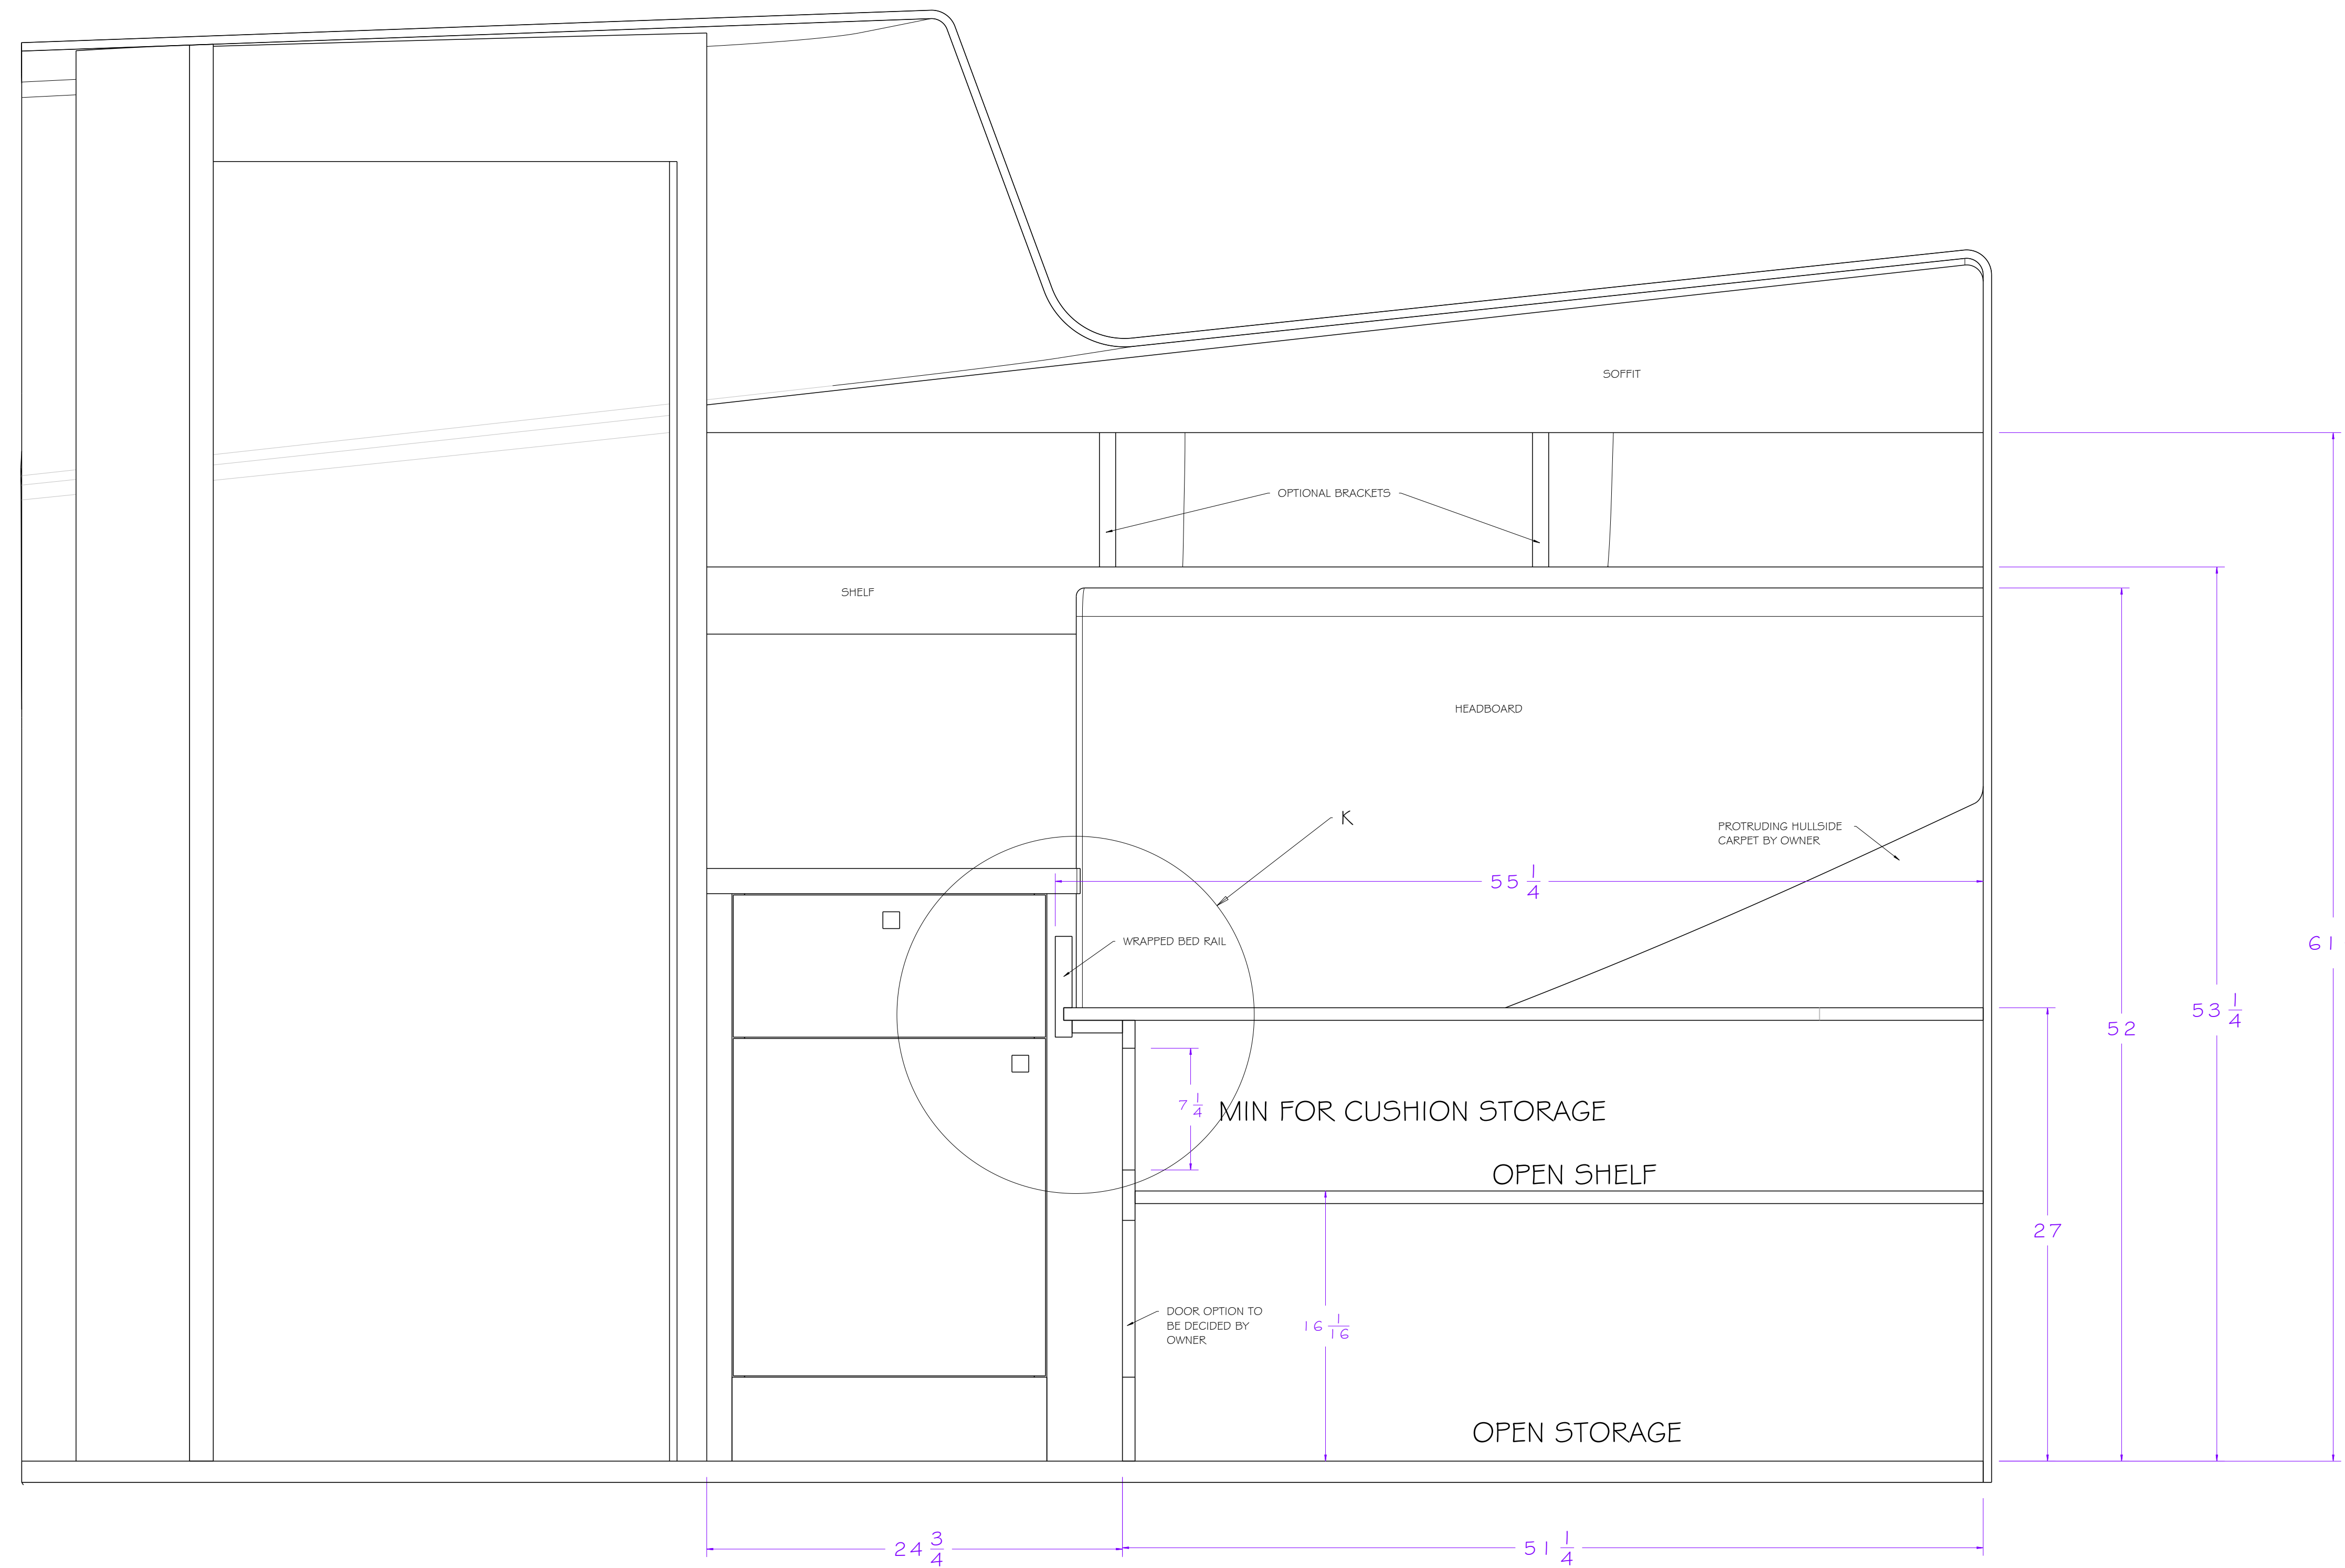 SOFFIT
OPTIONAL BRACKETS
SHELF
HEADBOARD
K
PROTRUDING HULLSIDE
CARPET BY OWNER
55 1/4
WRAPPED BED RAIL
61
53 1/4
52
7 1/4 MIN FOR CUSHION STORAGE
OPEN SHELF
27
DOOR OPTION TO
BE DECIDED BY
OWNER
16 1/16
OPEN STORAGE
24 3/4
51 1/4